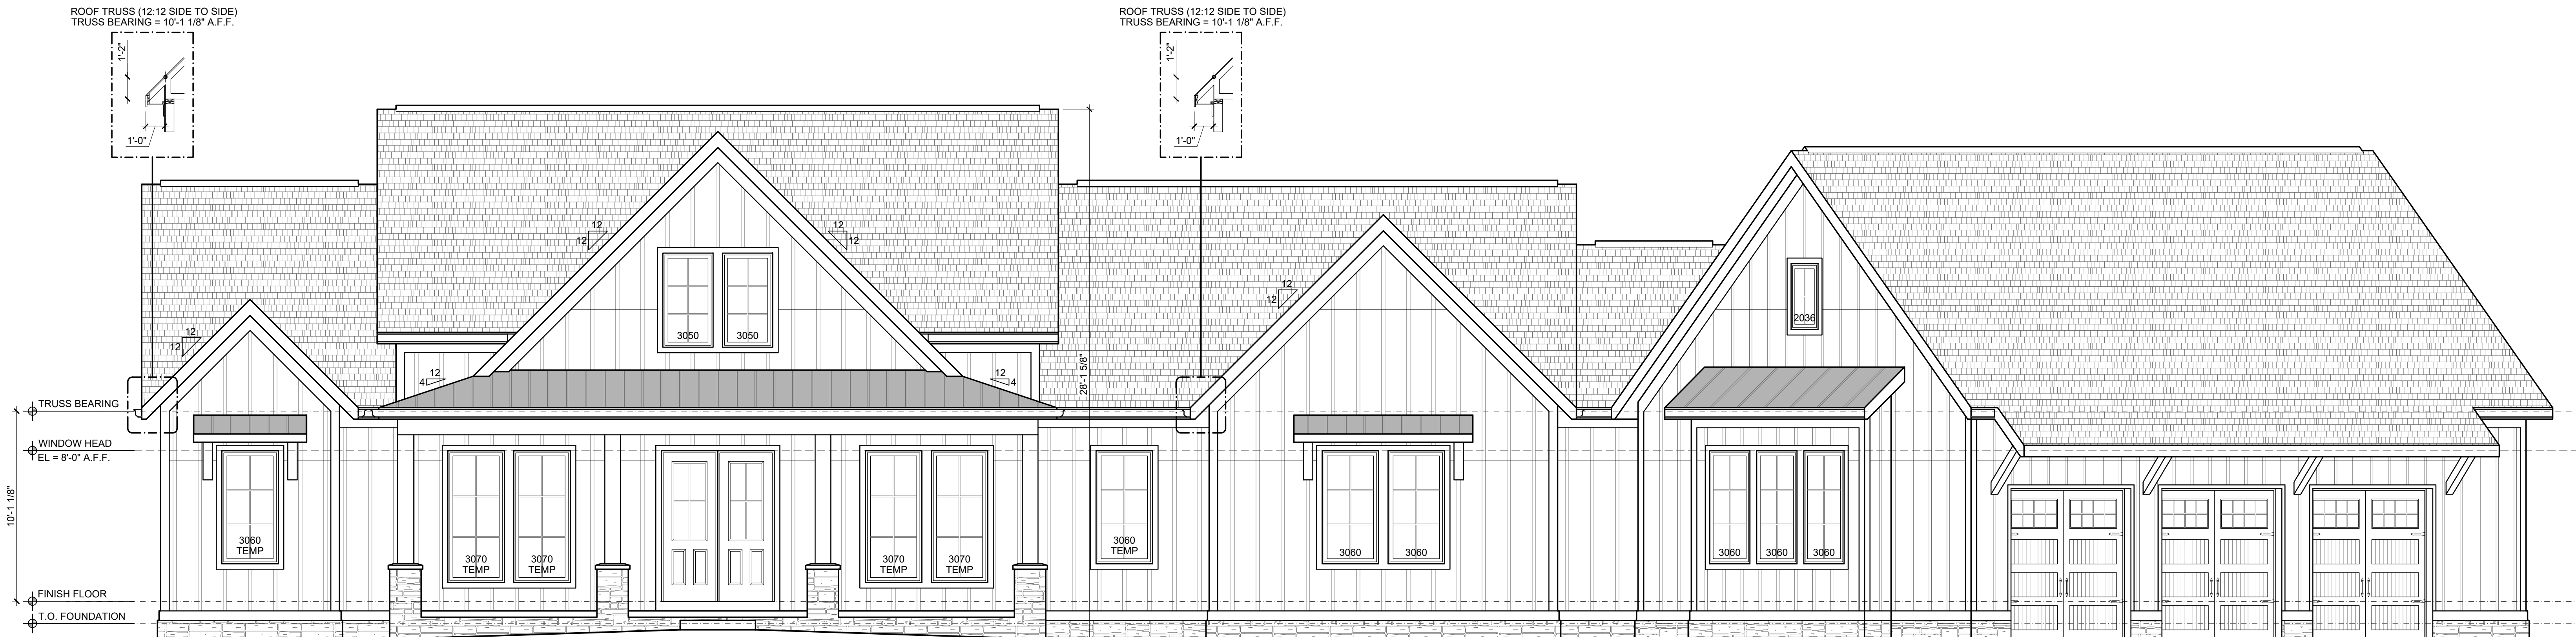 ROOF TRUSS (12:12 SIDE TO SIDE)
TRUSS BEARING = 10'-1 1/8" A.F.F.
1'-2"
1'-0"
ROOF TRUSS (12:12 SIDE TO SIDE)
TRUSS BEARING = 10'-1 1/8" A.F.F.
1'-2"
1'-0"
12
12
12
12
12
12
12
12
2036
3050
3050
28'-1 5/8"
12
4
12
4
TRUSS BEARING
WINDOW HEAD
EL = 8'-0" A.F.F.
10'-1 1/8"
3060
TEMP
3070
TEMP
3070
TEMP
3070
TEMP
3070
TEMP
3060
TEMP
3060
3060
3060
3060
3060
FINISH FLOOR
T.O. FOUNDATION